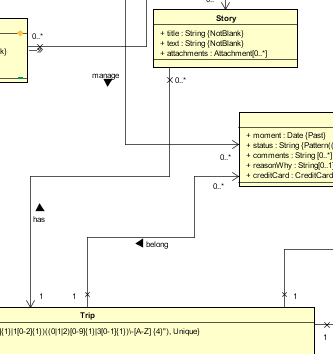 0..*
Story
+ title : String {NotBlank}
+ text : String {NotBlank}
+ attachments : Attachment[0..*]
0..*
k}
manage
0..*
+ moment : Date {Past}
+ status : String {Pattern((
+ comments : String [0..*]
+ reasonWhy : String[0..1
+ creditCard : CreditCard
0..*
0..*
has
belong
1
1
1
Trip
{1}|1[0-2]{1})((0|1|2)[0-9]{1}|3[0-1]{1})\-[A-Z] {4}"), Unique}
1